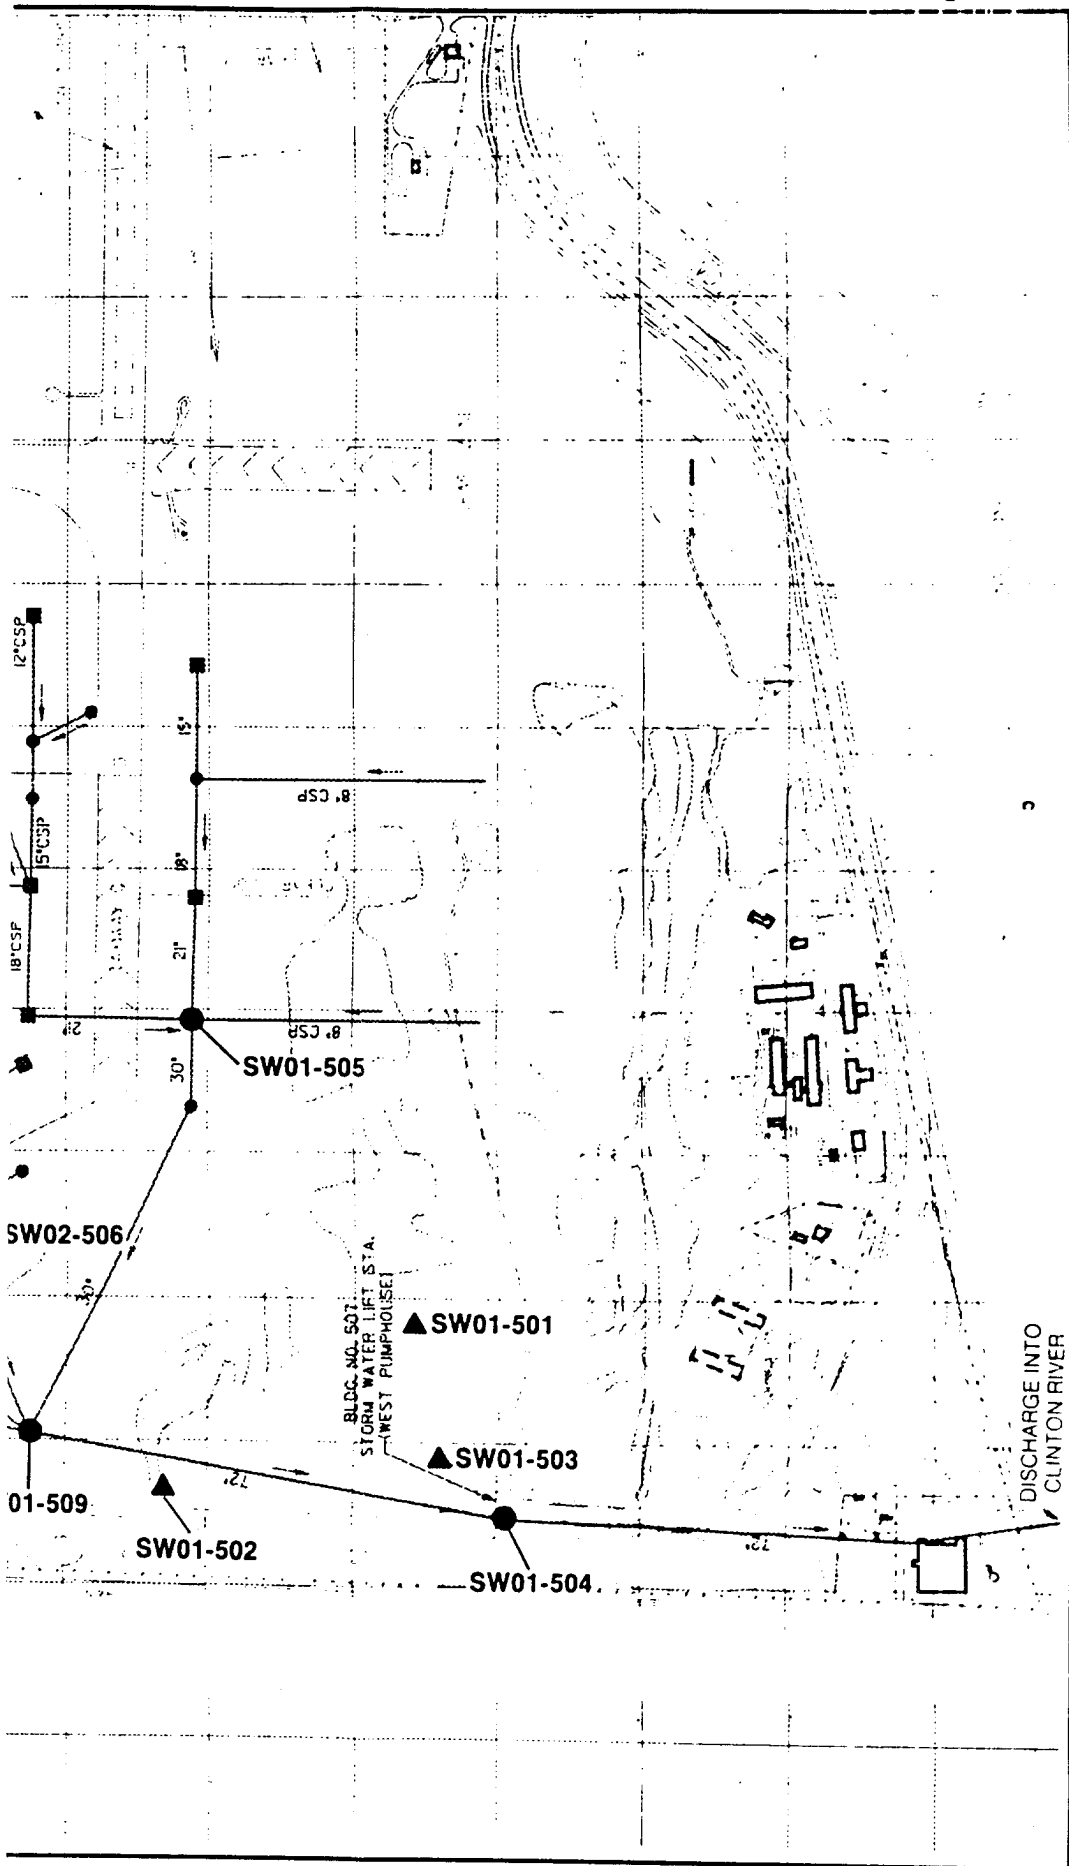 12"CSP
15"
8" CSP
15"CSP
18"
18"CSP
21"
8" CSP
30"
SW01-505
SW02-506
30"
BLDG. NO. 507
STORM WATER LIFT STA.
(WEST PUMPHOUSE)
SW01-501
SW01-503
72"
01-509
SW01-502
SW01-504
72"
DISCHARGE INTO
CLINTON RIVER